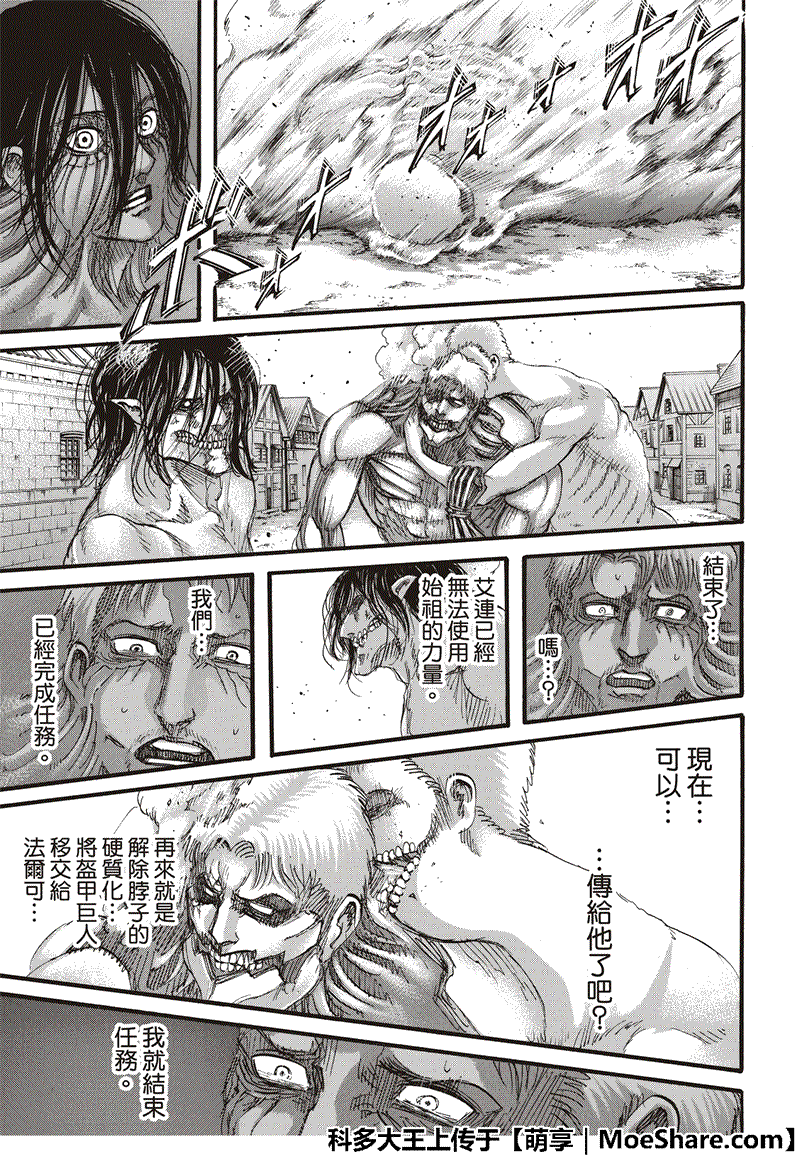 オオオ
オオオオ
ドォ
結束了…
嗎…?
艾連已經
無法使用
始祖的力量。
我們…
已經完成任務。
現在…
可以…
…傳給他了吧?
再來就是
解除脖子的
硬質化…
將盔甲巨人
移交給
法爾可…
我就結束
任務。
科多大王上传于【萌享 | MoeShare.com】